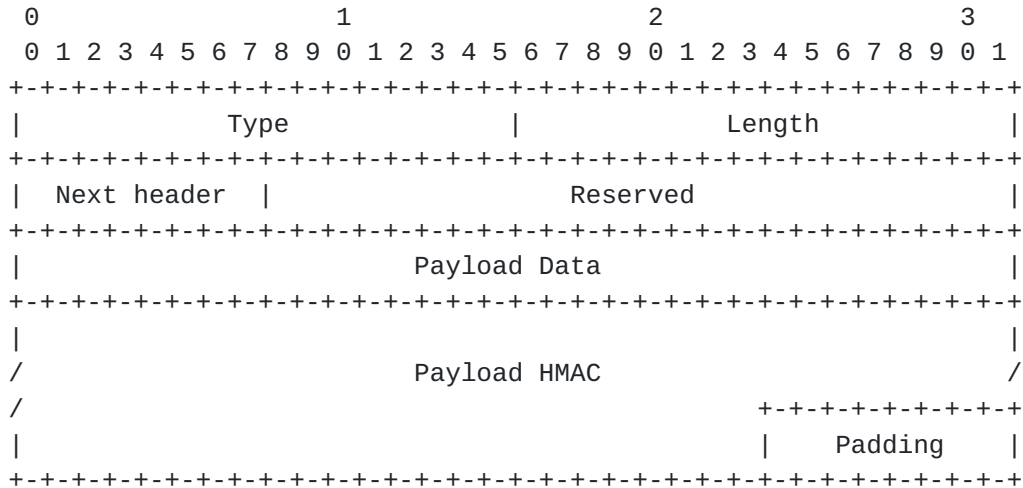 0                   1                   2                   3
 0 1 2 3 4 5 6 7 8 9 0 1 2 3 4 5 6 7 8 9 0 1 2 3 4 5 6 7 8 9 0 1
+-+-+-+-+-+-+-+-+-+-+-+-+-+-+-+-+-+-+-+-+-+-+-+-+-+-+-+-+-+-+-+-+
|             Type              |             Length            |
+-+-+-+-+-+-+-+-+-+-+-+-+-+-+-+-+-+-+-+-+-+-+-+-+-+-+-+-+-+-+-+-+
|  Next header  |                   Reserved                    |
+-+-+-+-+-+-+-+-+-+-+-+-+-+-+-+-+-+-+-+-+-+-+-+-+-+-+-+-+-+-+-+-+
|                         Payload Data                          |
+-+-+-+-+-+-+-+-+-+-+-+-+-+-+-+-+-+-+-+-+-+-+-+-+-+-+-+-+-+-+-+-+
|                                                               |
/                         Payload HMAC                          /
/                                               +-+-+-+-+-+-+-+-+
|                                               |    Padding    |
+-+-+-+-+-+-+-+-+-+-+-+-+-+-+-+-+-+-+-+-+-+-+-+-+-+-+-+-+-+-+-+-+